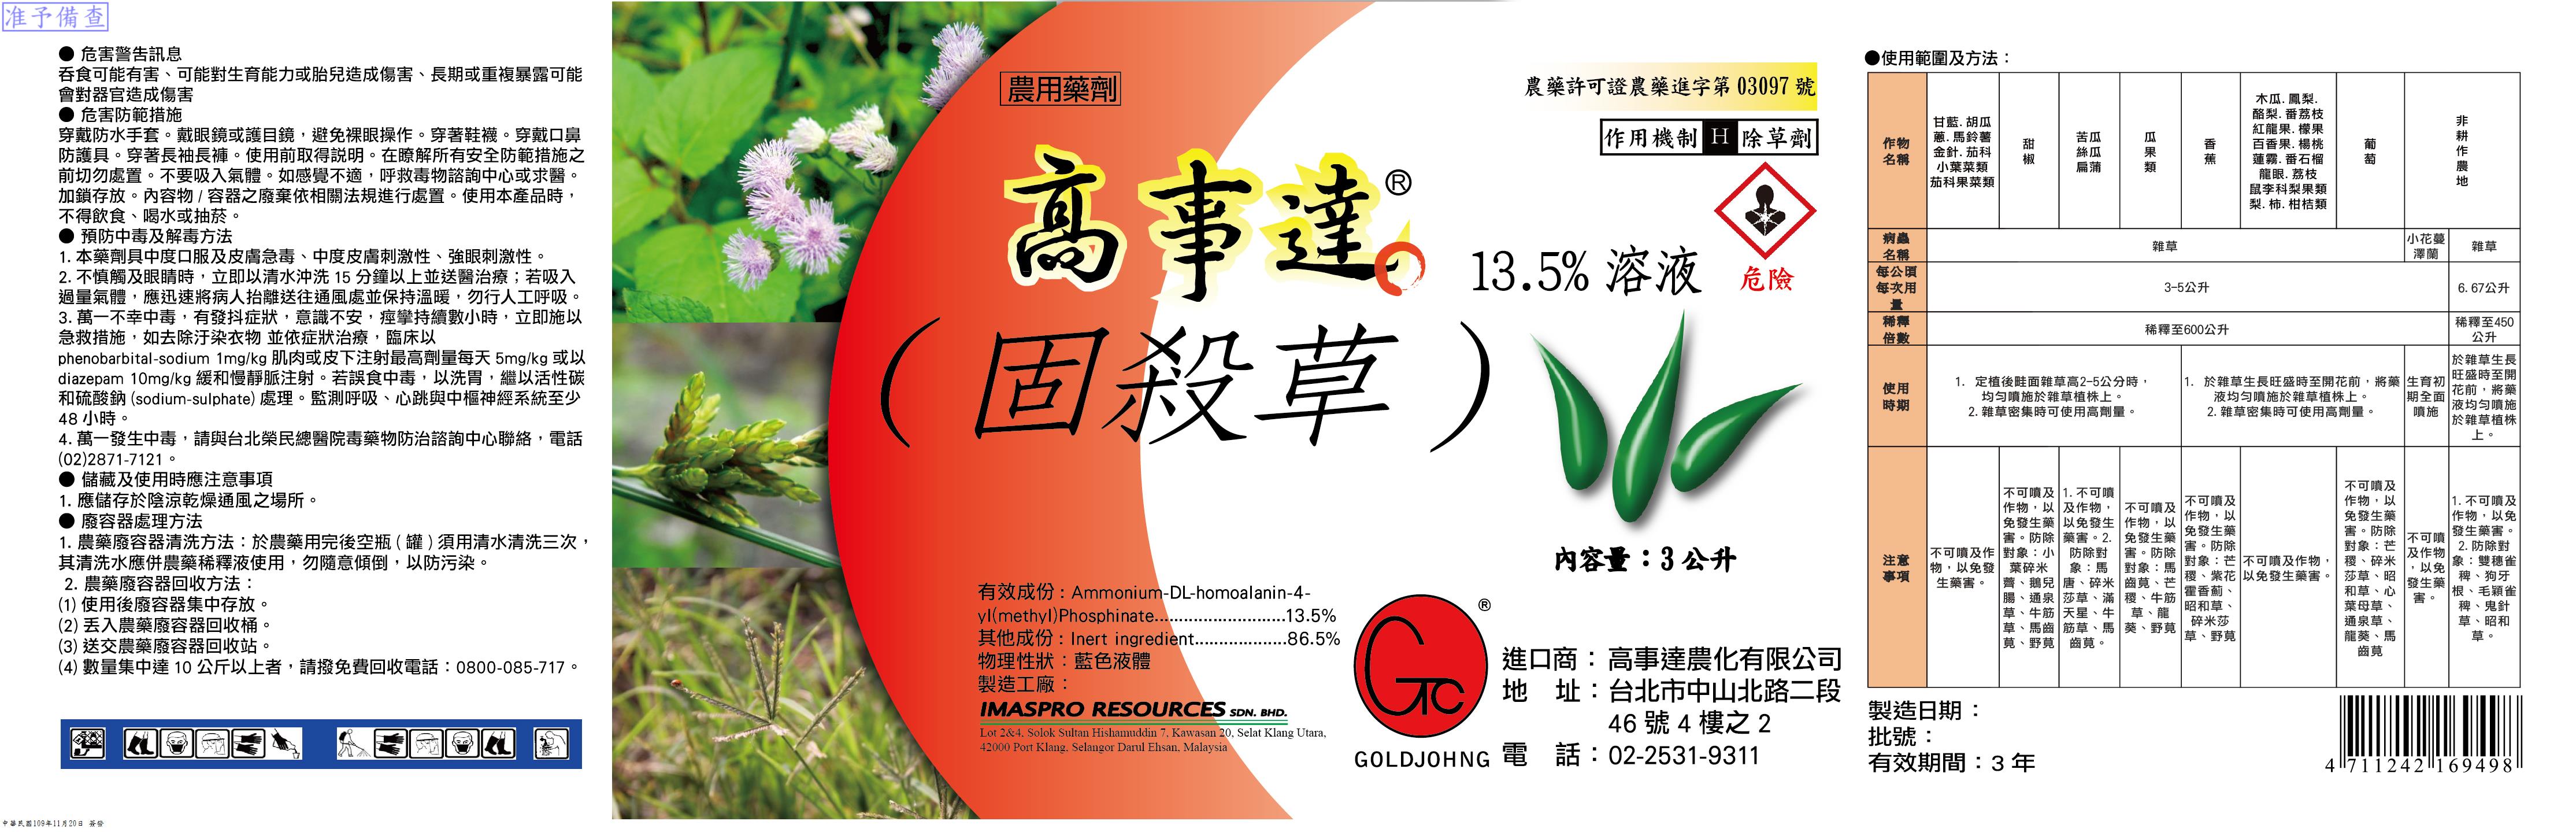 准予備查
● 危害警告訊息
吞食可能有害、可能對生育能力或胎兒造成傷害、長期或重複暴露可能
會對器官造成傷害
● 危害防範措施
穿戴防水手套。戴眼鏡或護目鏡，避免裸眼操作。穿著鞋襪。穿戴口鼻
防護具。穿著長袖長褲。使用前取得說明。在瞭解所有安全防範措施之
前切勿處置。不要吸入氣體。如感覺不適，呼救毒物諮詢中心或求醫。
加鎖存放。內容物 / 容器之廢棄依相關法規進行處置。使用本產品時，
不得飲食、喝水或抽菸。
● 預防中毒及解毒方法
1. 本藥劑具中度口服及皮膚急毒、中度皮膚刺激性、強眼刺激性。
2. 不慎觸及眼睛時，立即以清水沖洗 15 分鐘以上並送醫治療；若吸入
過量氣體，應迅速將病人抬離送往通風處並保持溫暖，勿行人工呼吸。
3. 萬一不幸中毒，有發抖症狀，意識不安，痙攣持續數小時，立即施以
急救措施，如去除汙染衣物 並依症狀治療，臨床以
phenobarbital-sodium 1mg/kg 肌肉或皮下注射最高劑量每天 5mg/kg 或以
diazepam 10mg/kg 緩和慢靜脈注射。若誤食中毒，以洗胃，繼以活性碳
和硫酸鈉 (sodium-sulphate) 處理。監測呼吸、心跳與中樞神經系統至少
48 小時。
4. 萬一發生中毒，請與台北榮民總醫院毒藥物防治諮詢中心聯絡，電話
(02)2871-7121。
● 儲藏及使用時應注意事項
1. 應儲存於陰涼乾燥通風之場所。
● 廢容器處理方法
1. 農藥廢容器清洗方法：於農藥用完後空瓶 ( 罐 ) 須用清水清洗三次，
其清洗水應併農藥稀釋液使用，勿隨意傾倒，以防污染。
2. 農藥廢容器回收方法：
(1) 使用後廢容器集中存放。
(2) 丟入農藥廢容器回收桶。
(3) 送交農藥廢容器回收站。
(4) 數量集中達 10 公斤以上者，請撥免費回收電話：0800-085-717。
中華民國109年11月20日 簽發
農用藥劑
農藥許可證農藥進字第 03097 號
作用機制 H 除草劑
高事達®
13.5% 溶液
危險
（固殺草）
內容量：3 公升
有效成份 : Ammonium-DL-homoalanin-4-
yl(methyl)Phosphinate..........................13.5%
其他成份 : Inert ingredient..................86.5%
物理性狀：藍色液體
製造工廠：
IMASPRO RESOURCES SDN. BHD.
Lot 2&4, Solok Sultan Hishamuddin 7, Kawasan 20, Selat Klang Utara,
42000 Port Klang, Selangor Darul Ehsan, Malaysia
GTC ®
GOLDJOHNG
進口商：高事達農化有限公司
地　址：台北市中山北路二段
46 號 4 樓之 2
電　話：02-2531-9311
●使用範圍及方法：
作物
名稱
甘藍. 胡瓜
蔥. 馬鈴薯
金針. 茄科
小葉菜類
茄科果菜類
甜
椒
苦瓜
絲瓜
扁蒲
瓜
果
類
香
蕉
木瓜. 鳳梨.
酪梨. 番荔枝
紅龍果. 檬果
百香果. 楊桃
蓮霧. 番石榴
龍眼. 荔枝
鼠李科梨果類
梨. 柿. 柑桔類
葡
萄
非
耕
作
農
地
病蟲
名稱
雜草
小花蔓
澤蘭
雜草
每公頃
每次用
量
3-5公升
6.67公升
稀釋
倍數
稀釋至600公升
稀釋至450
公升
使用
時期
1. 定植後畦面雜草高2-5公分時，
均勻噴施於雜草植株上。
2. 雜草密集時可使用高劑量。
1. 於雜草生長旺盛時至開花前，將藥
液均勻噴施於雜草植株上。
2. 雜草密集時可使用高劑量。
生育初
期全面
噴施
於雜草生長
旺盛時至開
花前，將藥
液均勻噴施
於雜草植株
上。
注意
事項
不可噴及作
物，以免發
生藥害。
不可噴及
作物，以
免發生藥
害。防除
對象：小
葉碎米
薺、鵝兒
腸、通泉
草、牛筋
草、馬齒
莧、野莧
1. 不可噴
及作物，
以免發生
藥害。2.
防除對
象：馬
唐、碎米
莎草、滿
天星、牛
筋草、馬
齒莧。
不可噴及
作物，以
免發生藥
害。防除
對象：馬
齒莧、芒
稷、牛筋
草、龍
葵、野莧
不可噴及
作物，以
免發生藥
害。防除
對象：芒
稷、紫花
霍香薊、
昭和草、
碎米莎
草、野莧
不可噴及作物，
以免發生藥害。
不可噴及
作物，以
免發生藥
害。防除
對象：芒
稷、碎米
莎草、昭
和草、心
葉母草、
通泉草、
龍葵、馬
齒莧
不可噴
及作物
，以免
發生藥
害。
1. 不可噴及
作物，以免
發生藥害。
2. 防除對
象：雙穗雀
稗、狗牙
根、毛穎雀
稗、鬼針
草、昭和
草。
製造日期：
批號：
有效期間：3 年
4 711242 169498